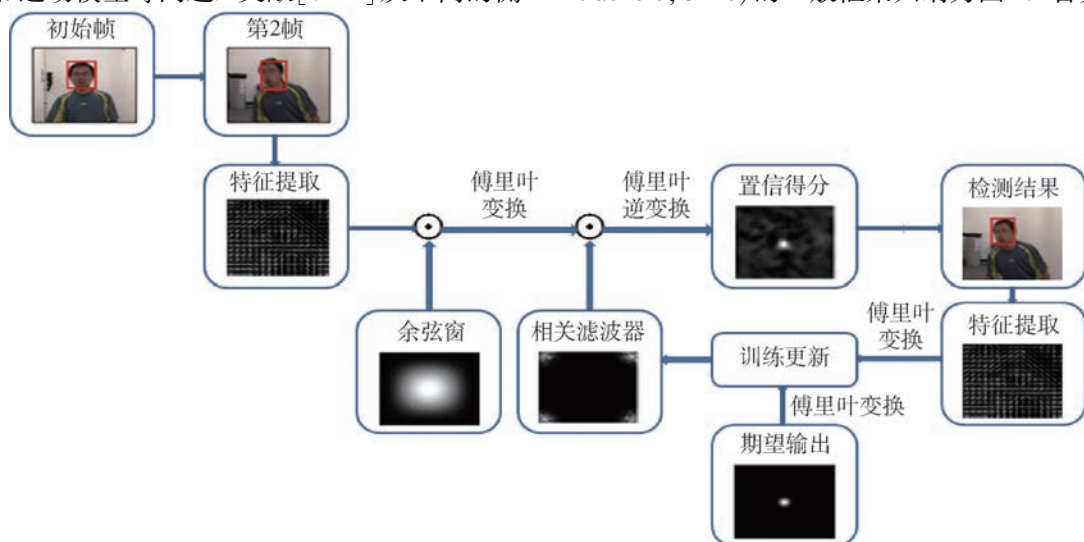 初始帧
第2帧
特征提取
傅里叶
变换
傅里叶
逆变换
置信得分
检测结果
余弦窗
相关滤波器
训练更新
傅里叶
变换
特征提取
傅里叶变换
期望输出